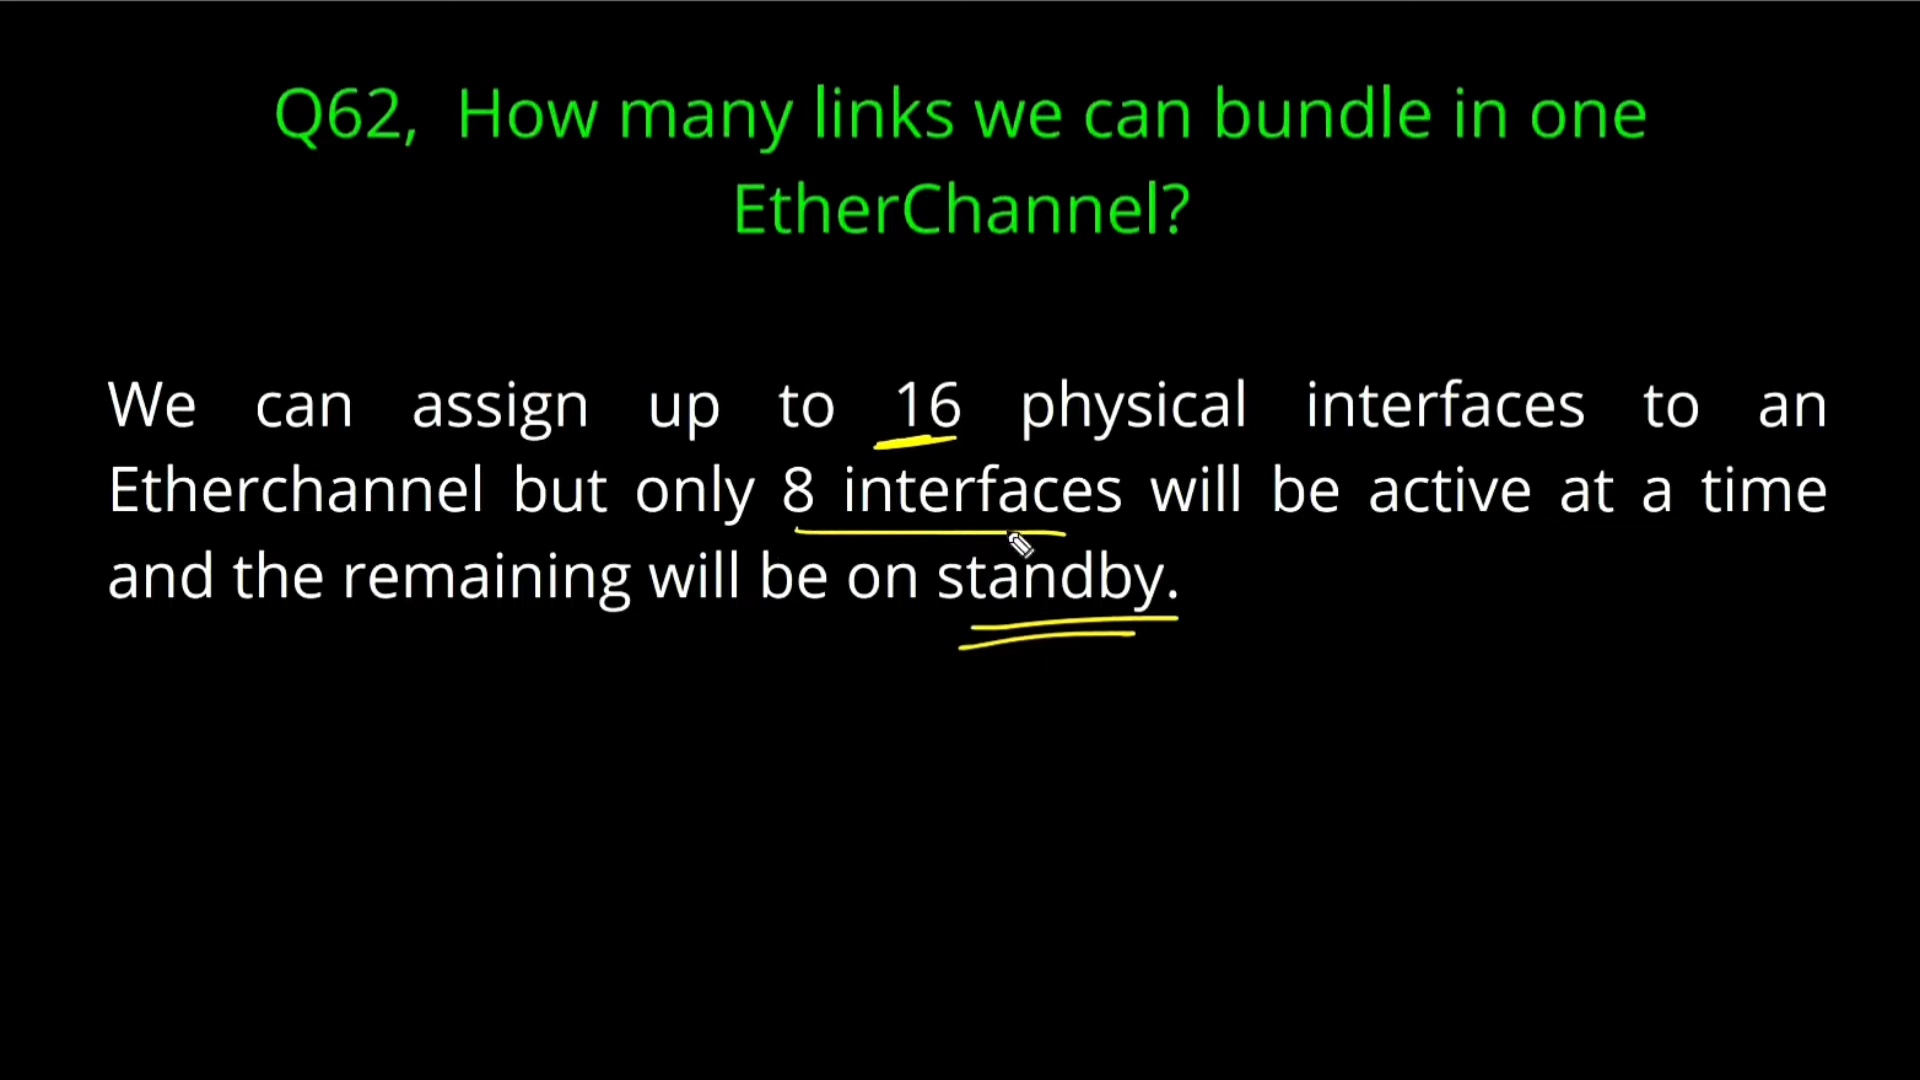 Q62, How many links we can bundle in one
EtherChannel?
We can assign up to 16 physical interfaces to an
Etherchannel but only 8 interfaces will be active at a time
and the remaining will be on standby.